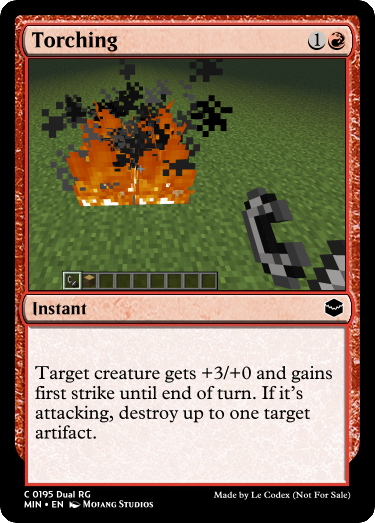 Torching 1
Instant
Target creature gets +3/+0 and gains
first strike until end of turn. If it's
attacking, destroy up to one target
artifact.
C 0195 Dual RG
MIN • EN Mojang Studios
Made by Le Codex (Not For Sale)